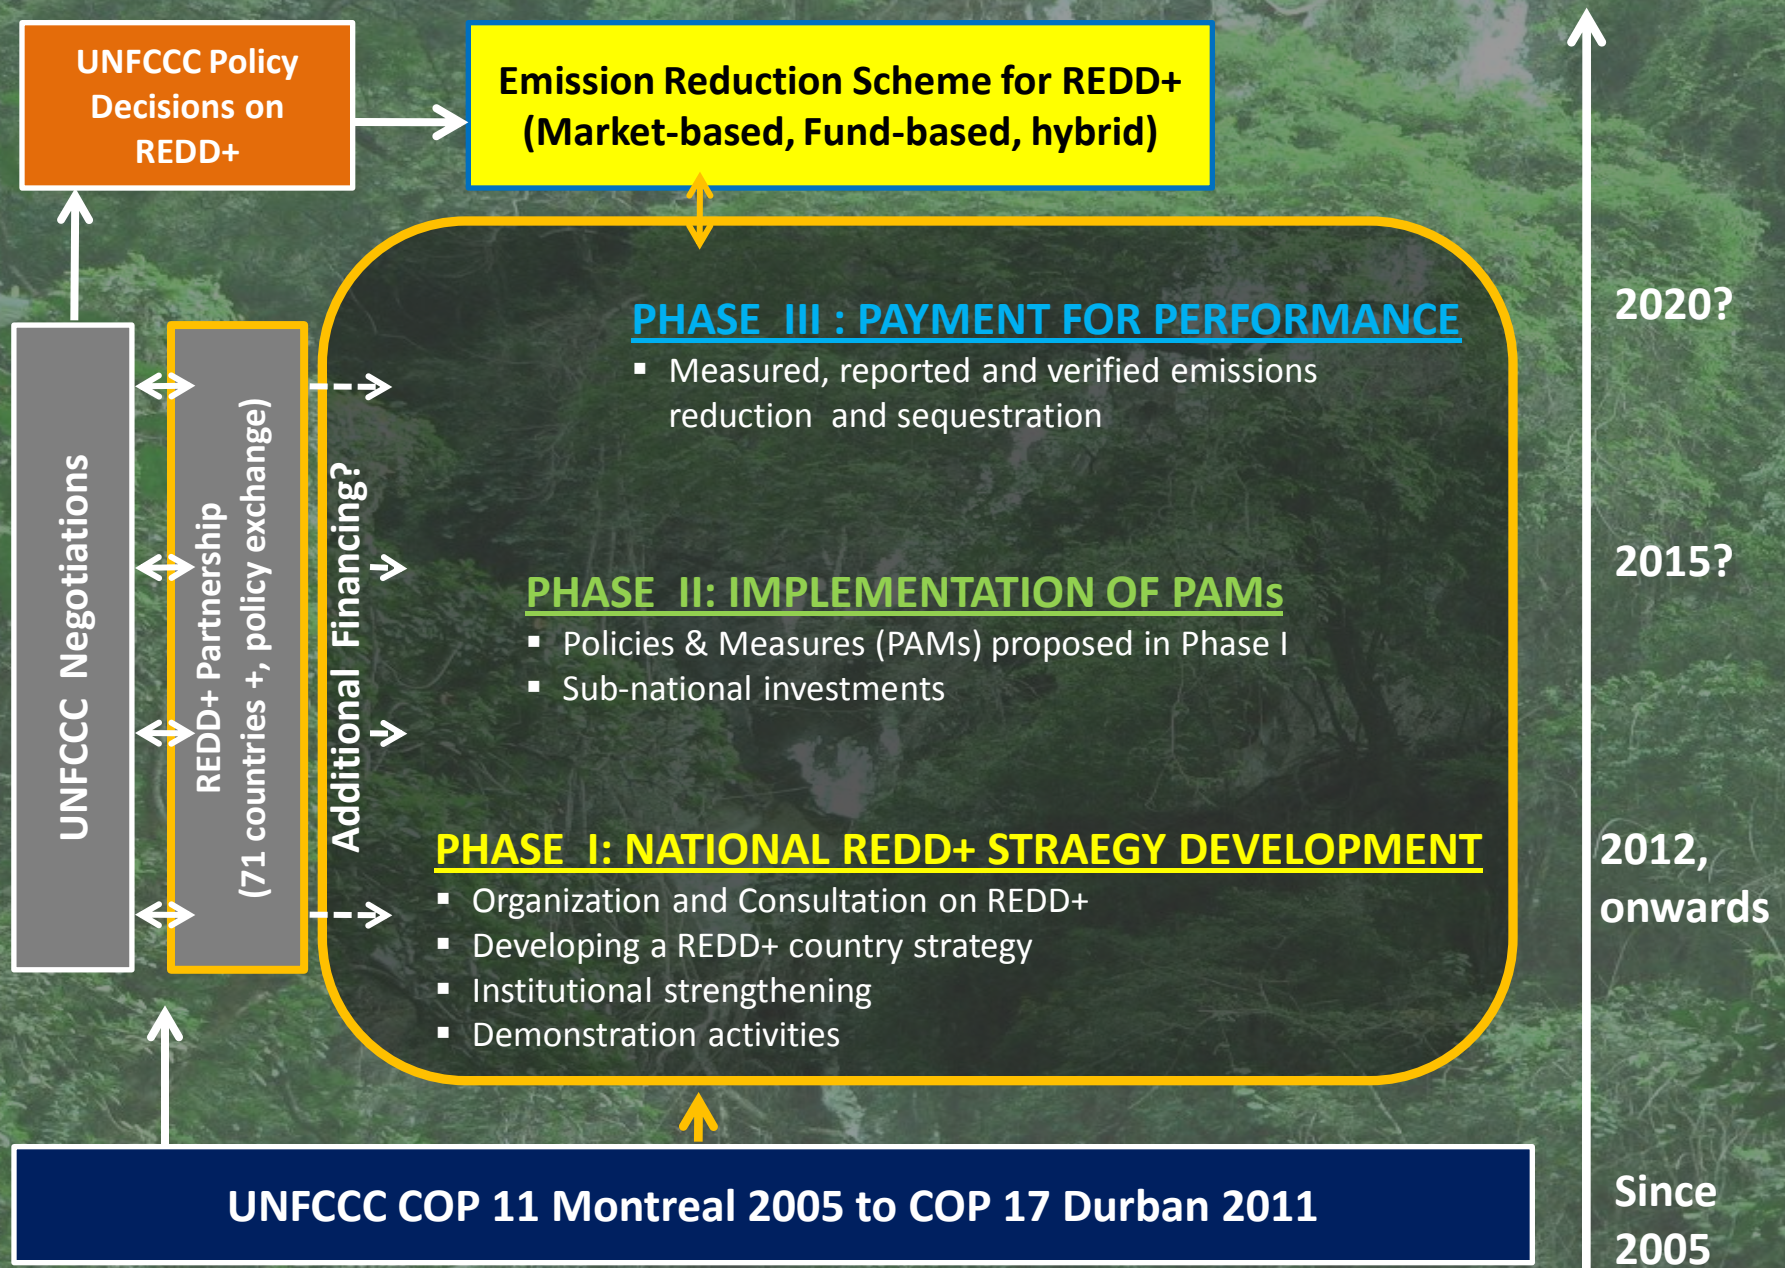 UNFCCC Policy
Decisions on
REDD+
Emission Reduction Scheme for REDD+
(Market-based, Fund-based, hybrid)
UNFCCC Negotiations
REDD+ Partnership
(71 countries +, policy exchange)
Additional Financing?
PHASE III : PAYMENT FOR PERFORMANCE
▪ Measured, reported and verified emissions
reduction and sequestration
PHASE II: IMPLEMENTATION OF PAMs
▪ Policies & Measures (PAMs) proposed in Phase I
▪ Sub-national investments
PHASE I: NATIONAL REDD+ STRAEGY DEVELOPMENT
▪ Organization and Consultation on REDD+
▪ Developing a REDD+ country strategy
▪ Institutional strengthening
▪ Demonstration activities
UNFCCC COP 11 Montreal 2005 to COP 17 Durban 2011
2020?
2015?
2012,
onwards
Since
2005